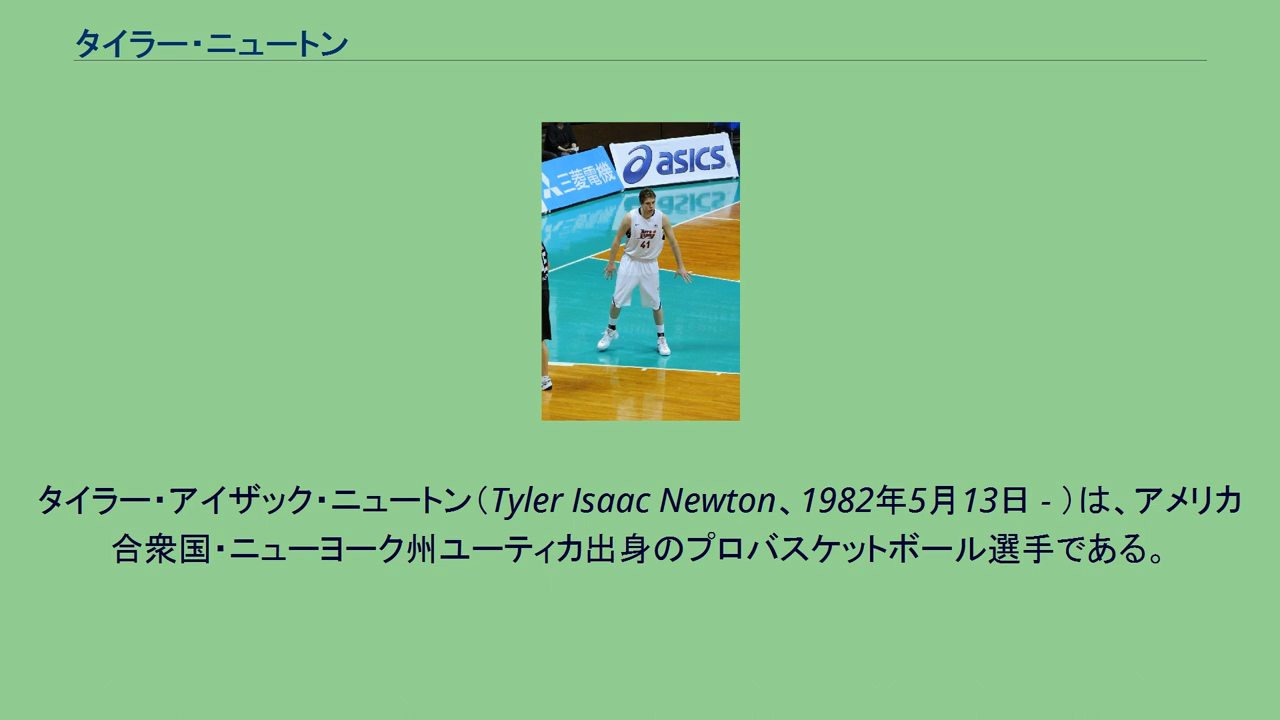 タイラー・ニュートン
asics
三菱電機
41
タイラー・アイザック・ニュートン（Tyler Isaac Newton、1982年5月13日 - ）は、アメリカ
合衆国・ニューヨーク州ユーティカ出身のプロバスケットボール選手である。